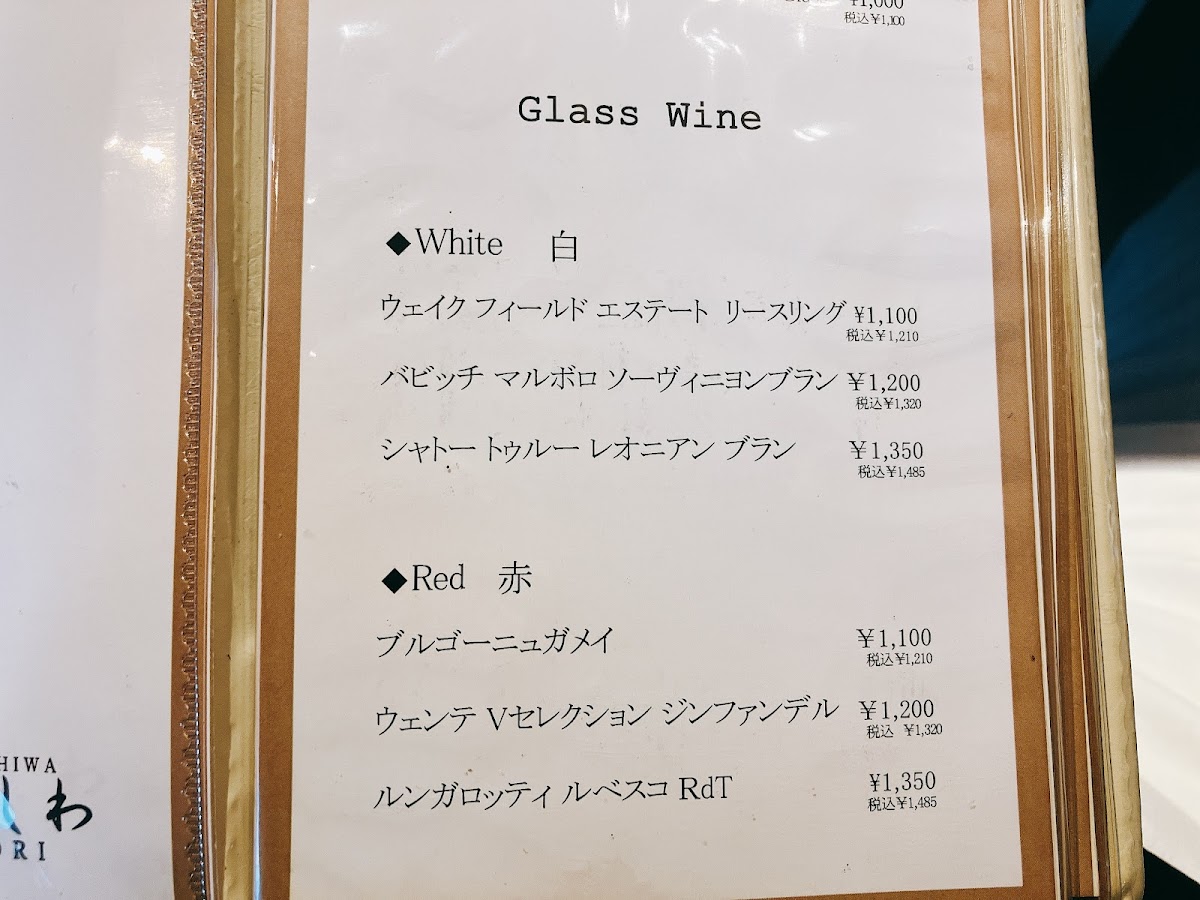 ¥1,000
税込¥1,100
Glass Wine
◆White 白
ウェイク フィールド エステート リースリング ¥1,100
税込¥1,210
バビッチ マルボロ ソーヴィニヨンブラン ¥1,200
税込¥1,320
シャトー トゥルー レオニアン ブラン ¥1,350
税込¥1,485
◆Red 赤
ブルゴーニュガメイ ¥1,100
税込¥1,210
ウェンテ Vセレクション ジンファンデル ¥1,200
税込 ¥1,320
ルンガロッティ ルベスコ RdT ¥1,350
税込¥1,485
HIWA
わ
ORI